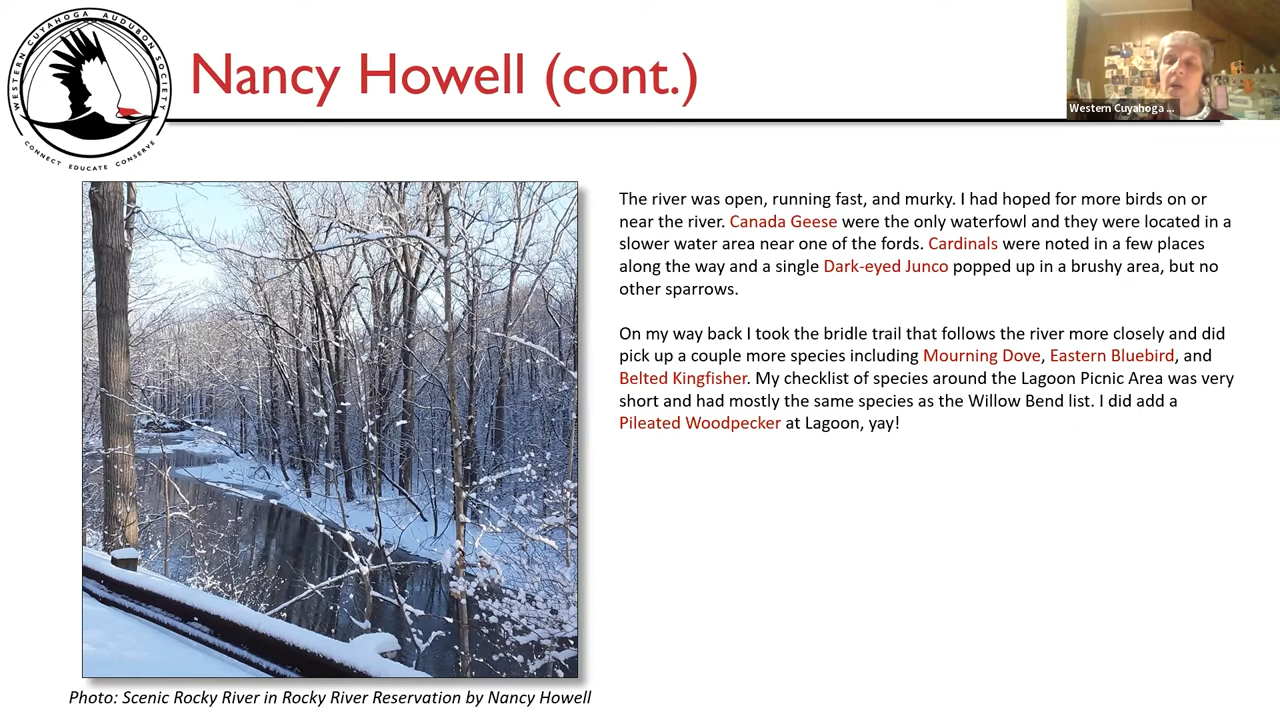 WESTERN CUYAHOGA AUDUBON SOCIETY
CONNECT EDUCATE CONSERVE
Nancy Howell (cont.)
Western Cuyahoga ...
The river was open, running fast, and murky. I had hoped for more birds on or
near the river. Canada Geese were the only waterfowl and they were located in a
slower water area near one of the fords. Cardinals were noted in a few places
along the way and a single Dark-eyed Junco popped up in a brushy area, but no
other sparrows.
On my way back I took the bridle trail that follows the river more closely and did
pick up a couple more species including Mourning Dove, Eastern Bluebird, and
Belted Kingfisher. My checklist of species around the Lagoon Picnic Area was very
short and had mostly the same species as the Willow Bend list. I did add a
Pileated Woodpecker at Lagoon, yay!
Photo: Scenic Rocky River in Rocky River Reservation by Nancy Howell